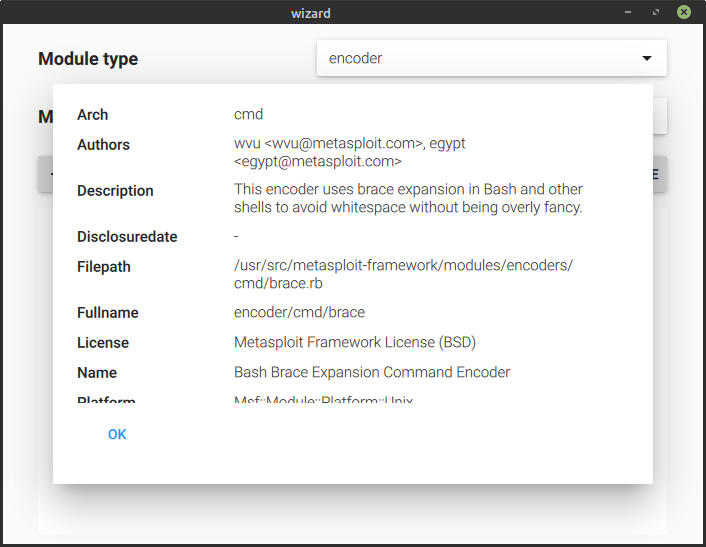 wizard
Module type
encoder
M
E
Arch
cmd
Authors
wvu <wvu@metasploit.com>, egypt
<egypt@metasploit.com>
Description
This encoder uses brace expansion in Bash and other
shells to avoid whitespace without being overly fancy.
Disclosuredate
-
Filepath
/usr/src/metasploit-framework/modules/encoders/
cmd/brace.rb
Fullname
encoder/cmd/brace
License
Metasploit Framework License (BSD)
Name
Bash Brace Expansion Command Encoder
Platform
Msf::Module::Platform::Unix
OK